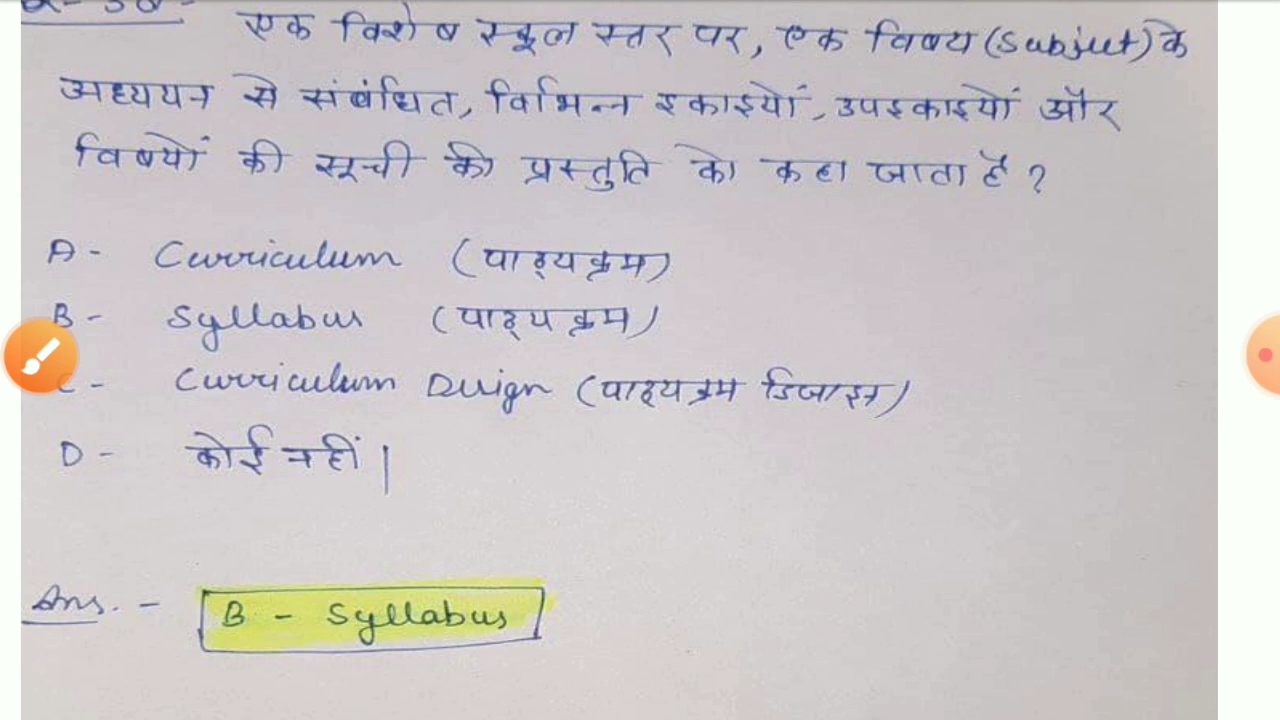 एक विशेष स्कूल स्तर पर, एक विषय (Subject) के
अध्ययन से संबंधित, विभिन्न इकाइयों, उपइकाइयों और
विषयों की सूची की प्रस्तुति को कहा जाता है ?
A - Curriculum (पाठ्यक्रम)
B - Syllabus (पाठ्यक्रम)
C - Curriculum Design (पाठ्यक्रम डिजाइन)
D - कोई नहीं |
Ans. - B - Syllabus